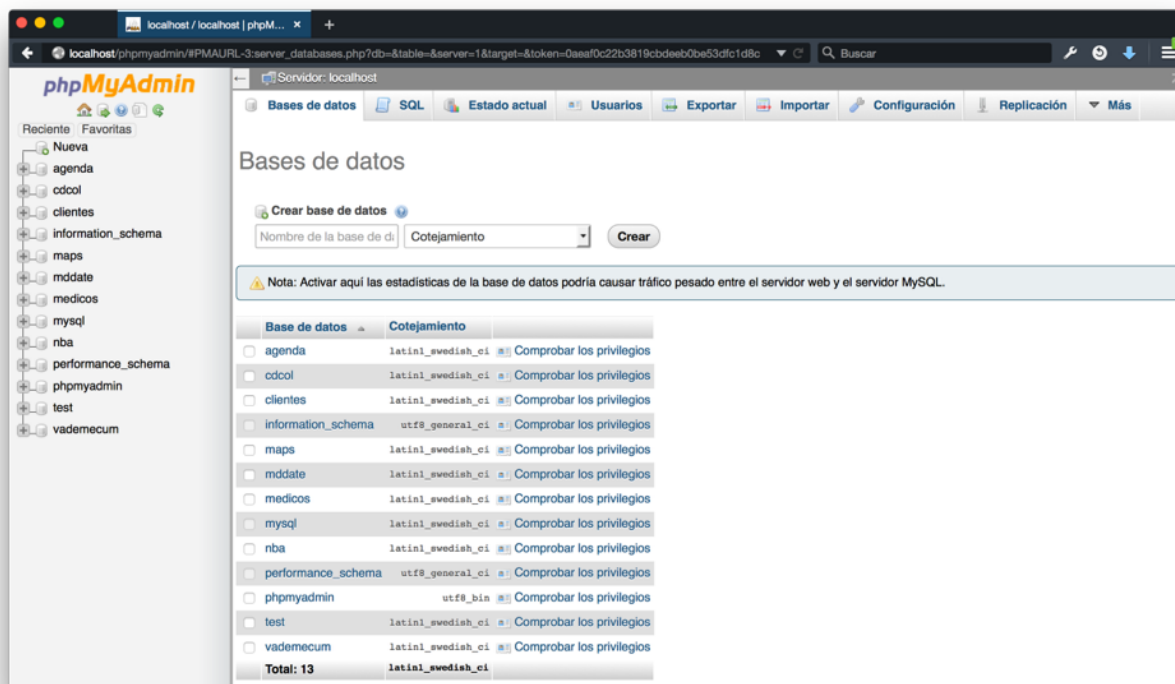 localhost / localhost | phpM... ×
localhost/phpmyadmin/#PMAURL-3:server_databases.php?db=&table=&server=1&target=&token=0aeaf0c22b3819cbdeeb0be53dfc1d8c Buscar
phpMyAdmin
Reciente Favoritas
Nueva
agenda
cdcol
clientes
information_schema
maps
mddate
medicos
mysql
nba
performance_schema
phpmyadmin
test
vademecum
Servidor: localhost
Bases de datos SQL Estado actual Usuarios Exportar Importar Configuración Replicación Más
Bases de datos
Crear base de datos
Nombre de la base de d Cotejamiento Crear
Nota: Activar aquí las estadísticas de la base de datos podría causar tráfico pesado entre el servidor web y el servidor MySQL.
Base de datos Cotejamiento
agenda latin1_swedish_ci Comprobar los privilegios
cdcol latin1_swedish_ci Comprobar los privilegios
clientes latin1_swedish_ci Comprobar los privilegios
information_schema utf8_general_ci Comprobar los privilegios
maps latin1_swedish_ci Comprobar los privilegios
mddate latin1_swedish_ci Comprobar los privilegios
medicos latin1_swedish_ci Comprobar los privilegios
mysql latin1_swedish_ci Comprobar los privilegios
nba latin1_swedish_ci Comprobar los privilegios
performance_schema utf8_general_ci Comprobar los privilegios
phpmyadmin utf8_bin Comprobar los privilegios
test latin1_swedish_ci Comprobar los privilegios
vademecum latin1_swedish_ci Comprobar los privilegios
Total: 13 latin1_swedish_ci